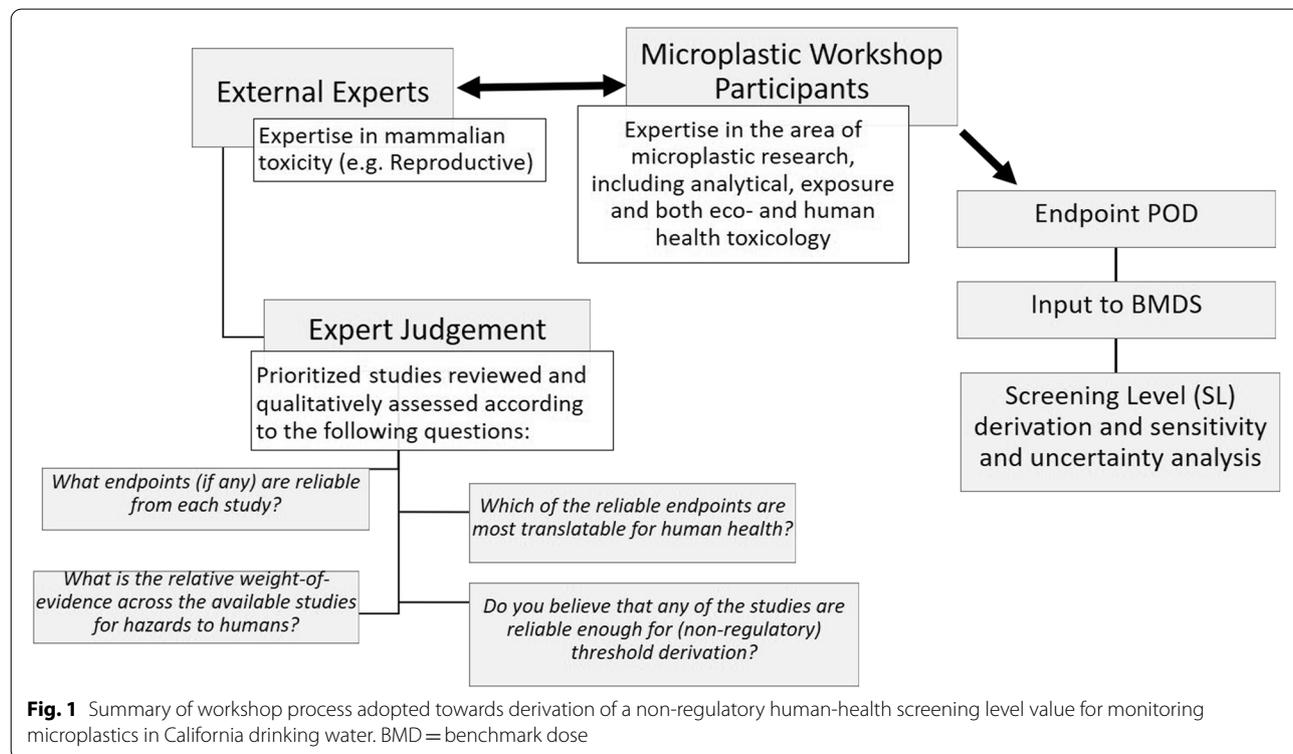 External Experts
Expertise in mammalian
toxicity (e.g. Reproductive)
Microplastic Workshop
Participants
Expertise in the area of
microplastic research,
including analytical, exposure
and both eco- and human
health toxicology
Endpoint POD
Input to BMDS
Screening Level (SL)
derivation and sensitivity
and uncertainty analysis
Expert Judgement
Prioritized studies reviewed and
qualitatively assessed according
to the following questions:
What endpoints (if any) are reliable
from each study?
Which of the reliable endpoints are
most translatable for human health?
What is the relative weight-of-
evidence across the available studies
for hazards to humans?
Do you believe that any of the studies are
reliable enough for (non-regulatory)
threshold derivation?
Fig. 1 Summary of workshop process adopted towards derivation of a non-regulatory human-health screening level value for monitoring
microplastics in California drinking water. BMD = benchmark dose